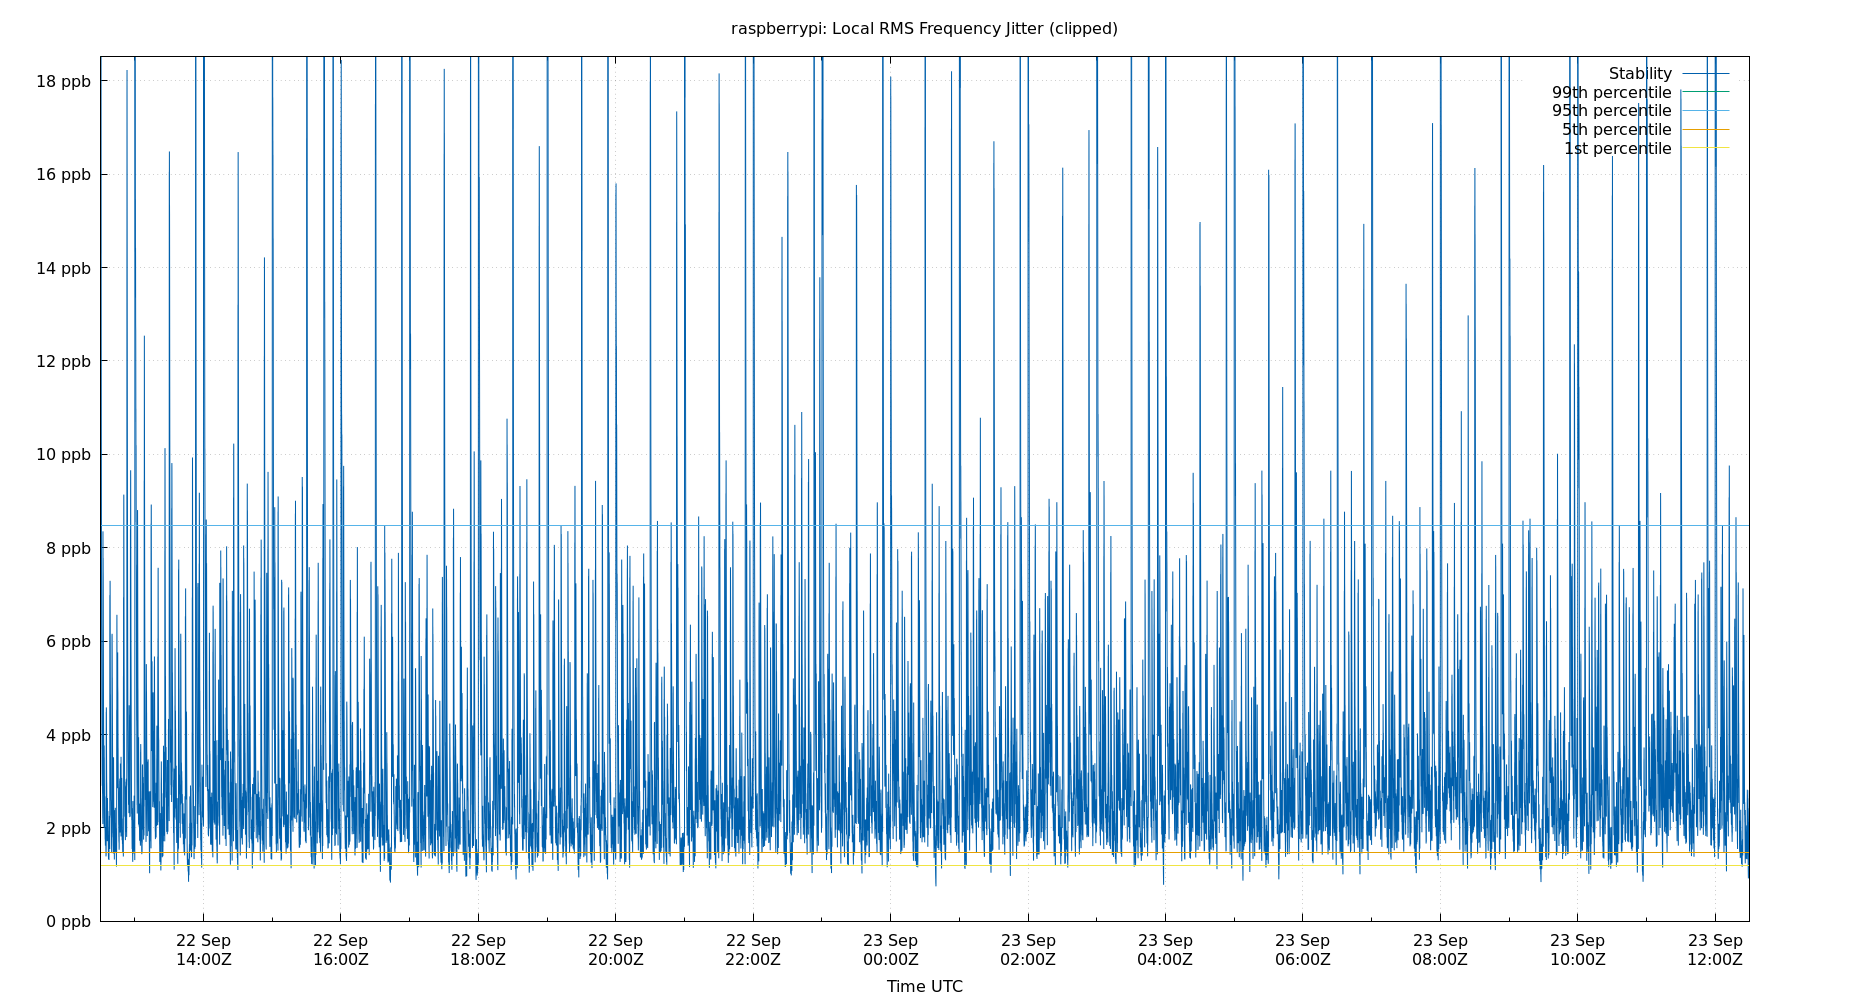 raspberrypi: Local RMS Frequency Jitter (clipped)
18 ppb
16 ppb
14 ppb
12 ppb
10 ppb
8 ppb
6 ppb
4 ppb
2 ppb
0 ppb
Stability
99th percentile
95th percentile
5th percentile
1st percentile
22 Sep 22 Sep 22 Sep 22 Sep 22 Sep 23 Sep 23 Sep 23 Sep 23 Sep 23 Sep 23 Sep 23 Sep
14:00Z 16:00Z 18:00Z 20:00Z 22:00Z 00:00Z 02:00Z 04:00Z 06:00Z 08:00Z 10:00Z 12:00Z
Time UTC